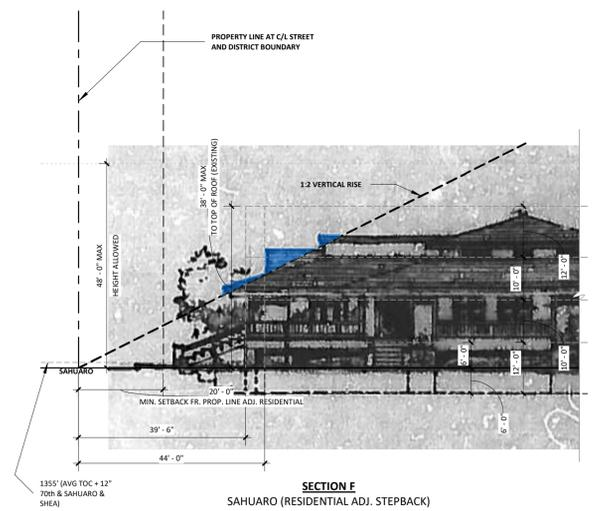 PROPERTY LINE AT C/L STREET
AND DISTRICT BOUNDARY
38' - 0" MAX
TO TOP OF ROOF (EXISTING)
1:2 VERTICAL RISE
48' - 0" MAX
HEIGHT ALLOWED
10' - 0"
12' - 0"
6' - 0"
12' - 0"
10' - 0"
6' - 0"
SAHUARO
20' - 0"
MIN. SETBACK FR. PROP. LINE ADJ. RESIDENTIAL
39' - 6"
44' - 0"
1355' (AVG TOC + 12"
70th & SAHUARO &
SHEA)
SECTION F
SAHUARO (RESIDENTIAL ADJ. STEPBACK)